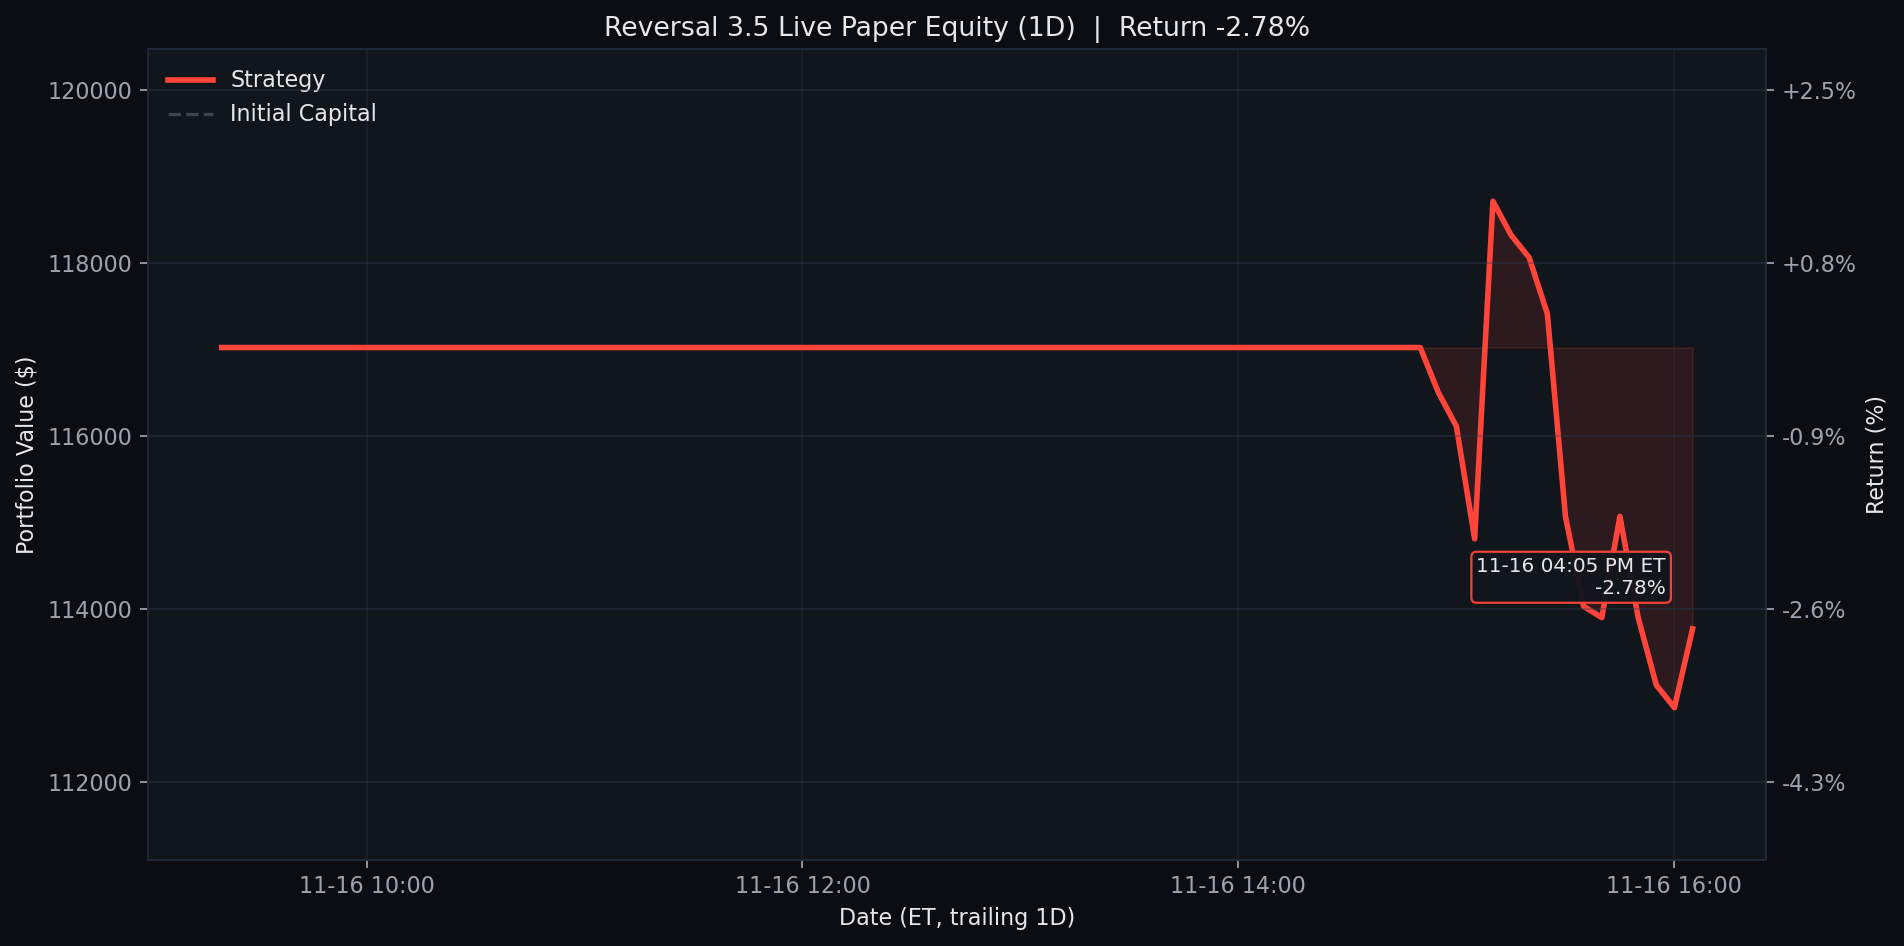 Reversal 3.5 Live Paper Equity (1D) | Return -2.78%
Strategy
Initial Capital
120000
118000
116000
114000
112000
Portfolio Value ($)
+2.5%
+0.8%
-0.9%
-2.6%
-4.3%
Return (%)
11-16 04:05 PM ET
-2.78%
11-16 10:00
11-16 12:00
11-16 14:00
11-16 16:00
Date (ET, trailing 1D)